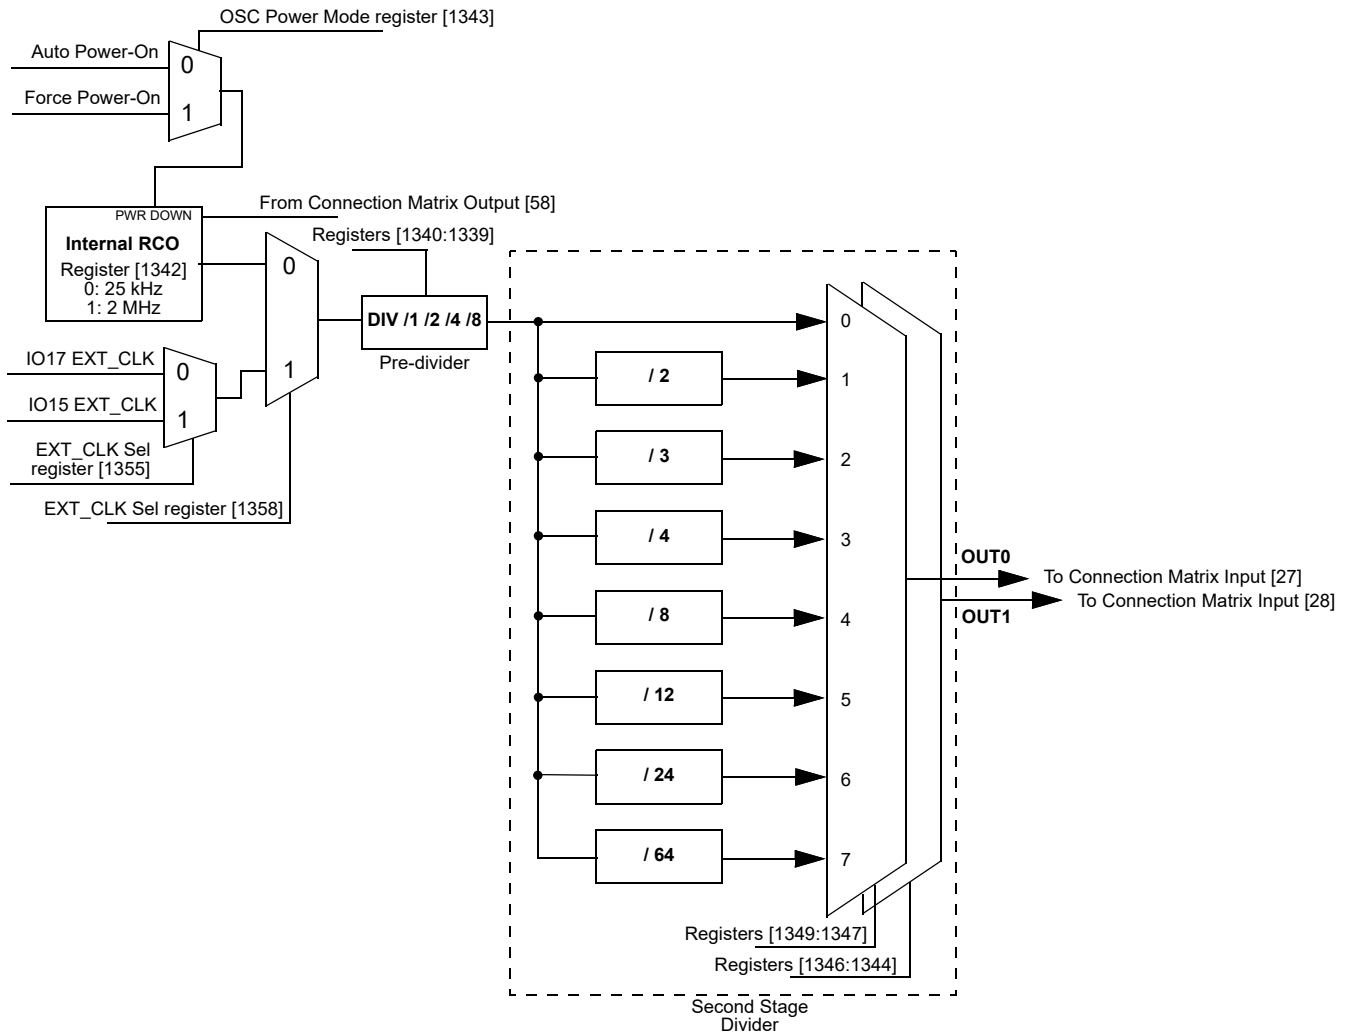 OSC Power Mode register [1343]
Auto Power-On
0
Force Power-On
1
From Connection Matrix Output [58]
PWR DOWN
Internal RCO
Register [1342]
0: 25 kHz
1: 2 MHz
Registers [1340:1339]
0
1
DIV /1 /2 /4 /8
Pre-divider
IO17 EXT_CLK
0
IO15 EXT_CLK
1
EXT_CLK Sel
register [1355]
EXT_CLK Sel register [1358]
0
/ 2
1
/ 3
2
/ 4
3
/ 8
4
/ 12
5
/ 24
6
/ 64
7
OUT0
To Connection Matrix Input [27]
To Connection Matrix Input [28]
OUT1
Registers [1349:1347]
Registers [1346:1344]
Second Stage
Divider